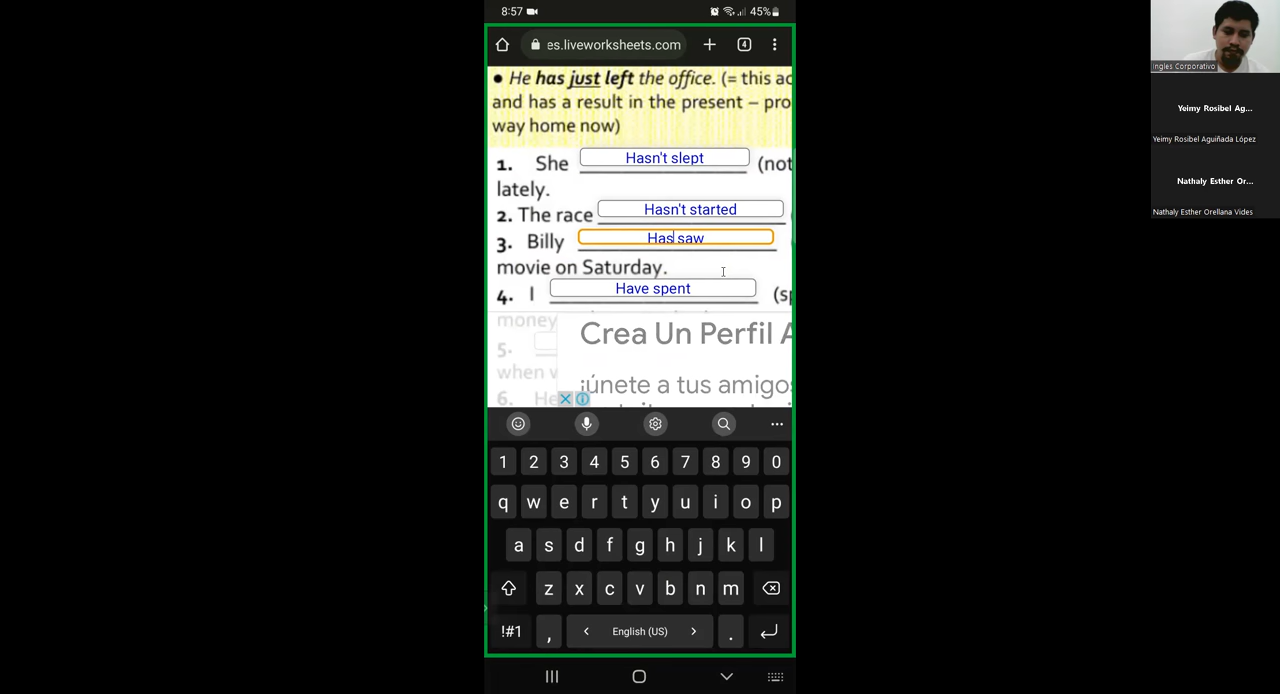 8:57
45%
es.liveworksheets.com
4
● He has just left the office. (= this ac
and has a result in the present – pro
way home now)
1. She Hasn't slept (not
lately.
2. The race Hasn't started
3. Billy Has saw
movie on Saturday.
4. I Have spent (sp
money
Crea Un Perfil A
5.
when
¡únete a tus amigos
6. He
1 2 3 4 5 6 7 8 9 0
q w e r t y u i o p
a s d f g h j k l
z x c v b n m
!#1 , < English (US) > .
Ingles Corporativo
Yeimy Rosibel Ag...
Yeimy Rosibel Aguiñada López
Nathaly Esther Or...
Nathaly Esther Orellana Vides